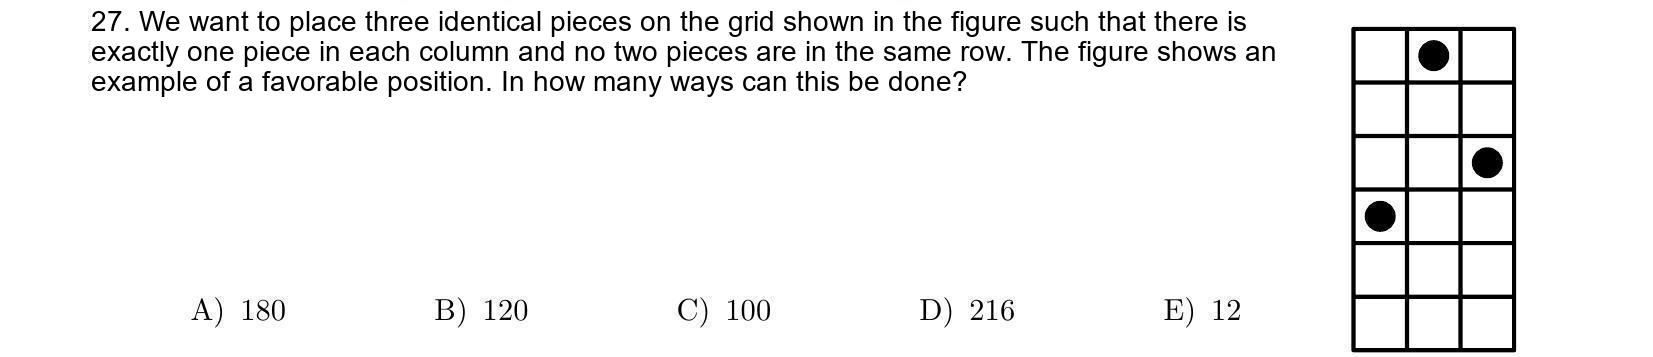 27. We want to place three identical pieces on the grid shown in the figure such that there is
exactly one piece in each column and no two pieces are in the same row. The figure shows an
example of a favorable position. In how many ways can this be done?
A) 180 B) 120 C) 100 D) 216 E) 12